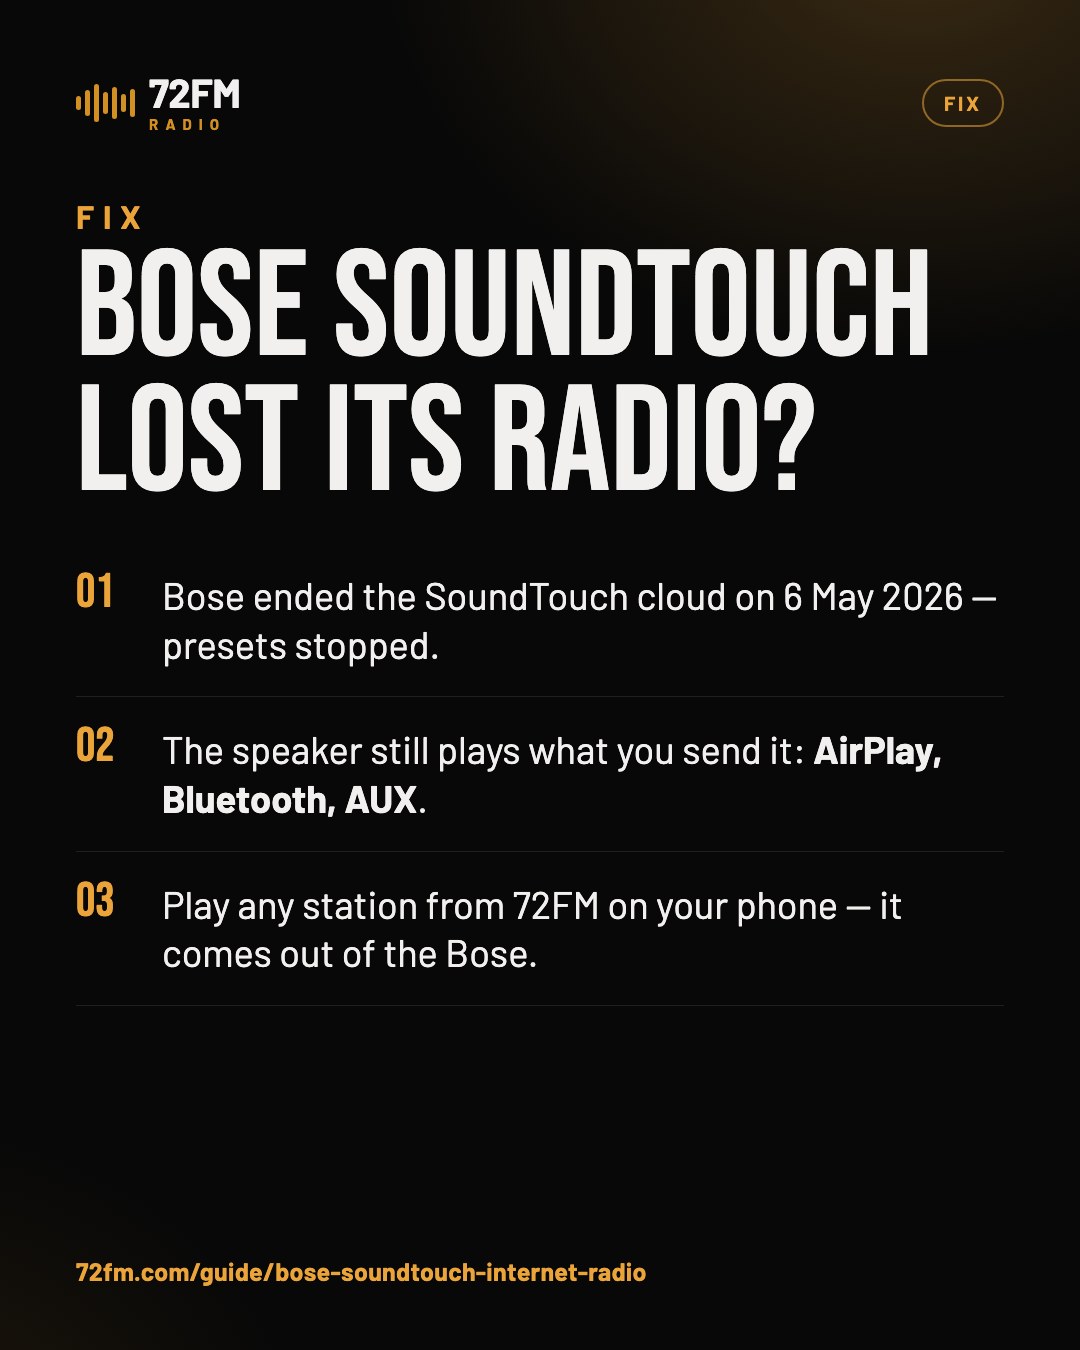 72FM
RADIO
FIX
FIX
BOSE SOUNDTOUCH
LOST ITS RADIO?
01
Bose ended the SoundTouch cloud on 6 May 2026 —
presets stopped.
02
The speaker still plays what you send it: AirPlay,
Bluetooth, AUX.
03
Play any station from 72FM on your phone — it
comes out of the Bose.
72fm.com/guide/bose-soundtouch-internet-radio